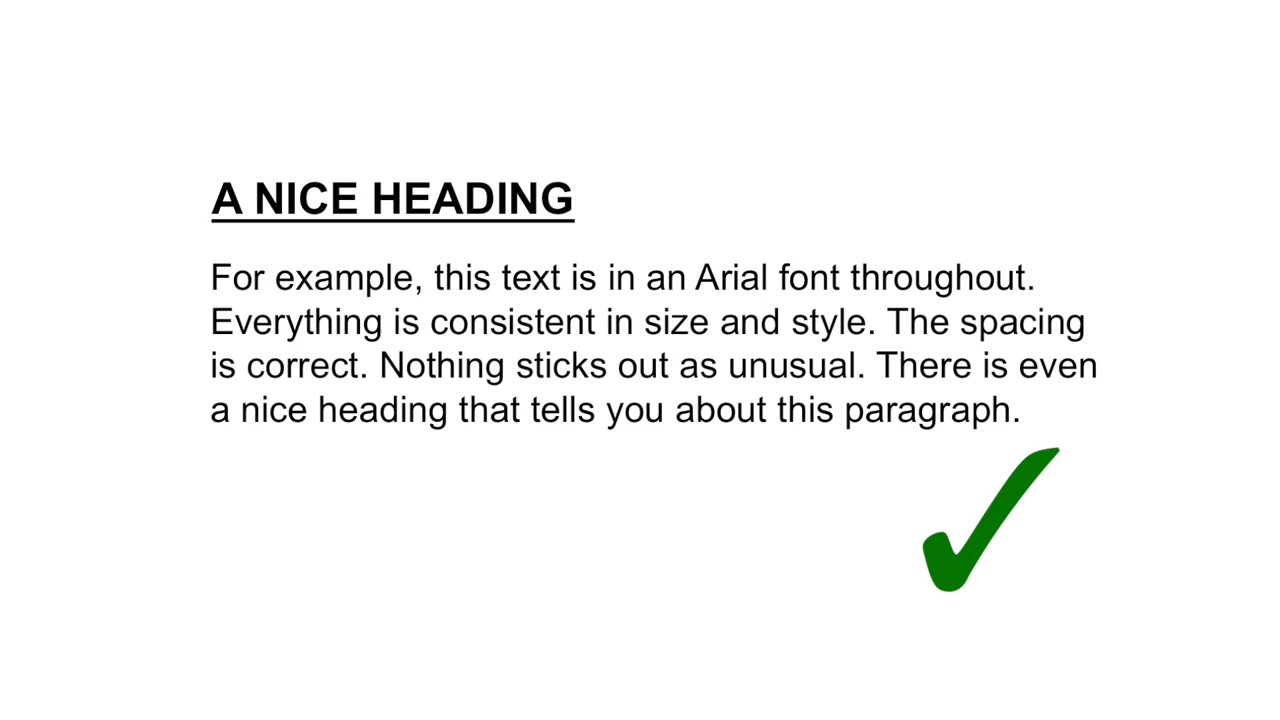 A NICE HEADING
For example, this text is in an Arial font throughout.
Everything is consistent in size and style. The spacing
is correct. Nothing sticks out as unusual. There is even
a nice heading that tells you about this paragraph.